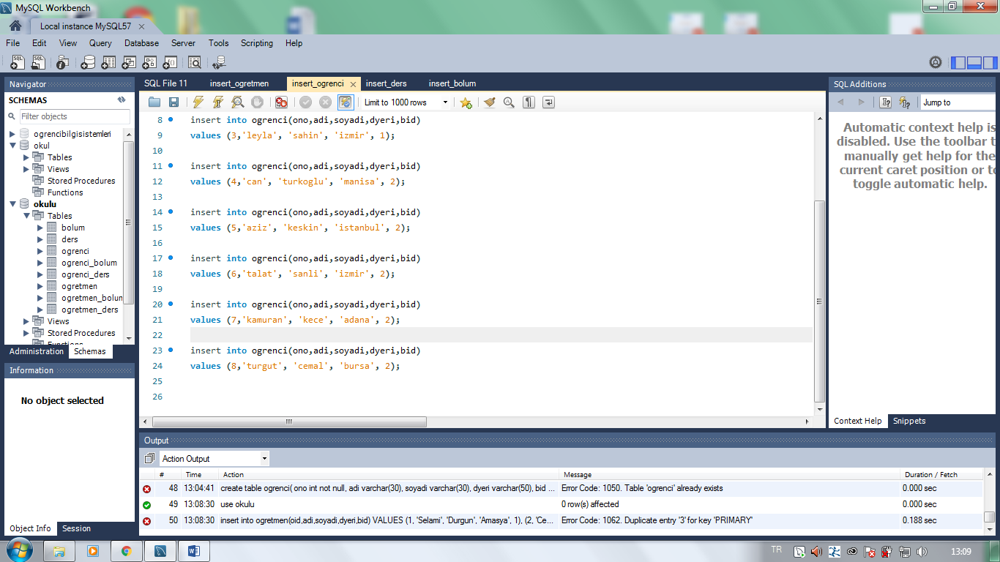 MySQL Workbench
Local instance MySQL57
File Edit View Query Database Server Tools Scripting Help
Navigator
SCHEMAS
Filter objects
ogrencibilgisistemleri
okul
Tables
Views
Stored Procedures
Functions
okulu
Tables
bolum
ders
ogrenci
ogrenci_bolum
ogrenci_ders
ogretmen
ogretmen_bolun
ogretmen_ders
Views
Stored Procedures
Functions
Administration Schemas
Information
No object selected
Object Info Session
SQL File 11 insert_ogretmen insert_ogrenci insert_ders insert_bolum
Limit to 1000 rows
8 insert into ogrenci(ono,adi,soyadi,dyeri,bid)
9 values (3,'leyla', 'sahin', 'izmir', 1);
10
11 insert into ogrenci(ono,adi,soyadi,dyeri,bid)
12 values (4,'can', 'turkoglu', 'manisa', 2);
13
14 insert into ogrenci(ono,adi,soyadi,dyeri,bid)
15 values (5,'aziz', 'keskin', 'istanbul', 2);
16
17 insert into ogrenci(ono,adi,soyadi,dyeri,bid)
18 values (6,'talat', 'sanli', 'izmir', 2);
19
20 insert into ogrenci(ono,adi,soyadi,dyeri,bid)
21 values (7,'kamuran', 'kece', 'adana', 2);
22
23 insert into ogrenci(ono,adi,soyadi,dyeri,bid)
24 values (8,'turgut', 'cemal', 'bursa', 2);
25
26
SQL Additions
Jump to
Automatic context help is
disabled. Use the toolbar t
manually get help for the
current caret position or to
toggle automatic help.
Context Help Snippets
Output
Action Output
# Time Action Message Duration / Fetch
48 13:04:41 create table ogrenci( ono int not null, adi varchar(30), soyadi varchar(30), dyeri varchar(50), bid ... Error Code: 1050. Table 'ogrenci' already exists 0.000 sec
49 13:08:30 use okulu 0 row(s) affected 0.000 sec
50 13:08:30 insert into ogretmen(oid,adi,soyadi,dyeri,bid) VALUES (1, 'Selami', 'Durgun', 'Amasya', 1), (2, 'Ce... Error Code: 1062. Duplicate entry '3' for key 'PRIMARY' 0.188 sec
TR 13:09